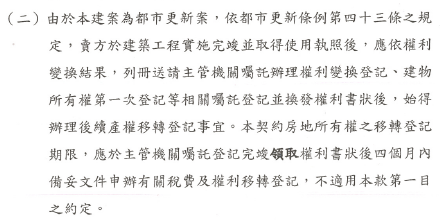 (二)由於本建案為都市更新案，依都市更新條例第四十三條之規
定，賣方於建築工程實施完竣並取得使用執照後，應依權利
變換結果，列冊送請主管機關囑託辦理權利變換登記、建物
所有權第一次登記等相關囑託登記並換發權利書狀後，始得
辦理後續產權移轉登記事宜。本契約房地所有權之移轉登記
期限，應於主管機關囑託登記完竣領取權利書狀後四個月內
備妥文件申辦有關稅費及權利移轉登記，不適用本款第一目
之約定。